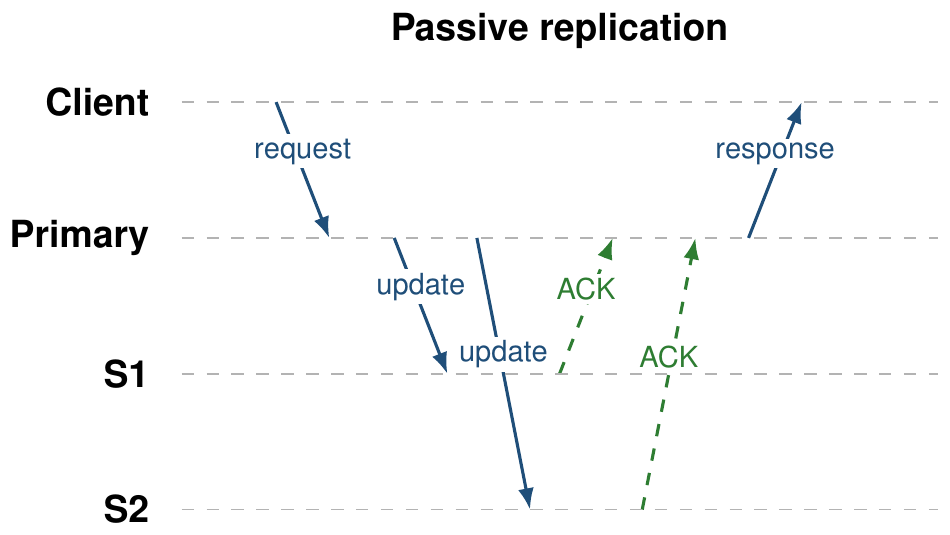 Passive replication
Client
request
response
Primary
update
ACK
update
ACK
S1
S2